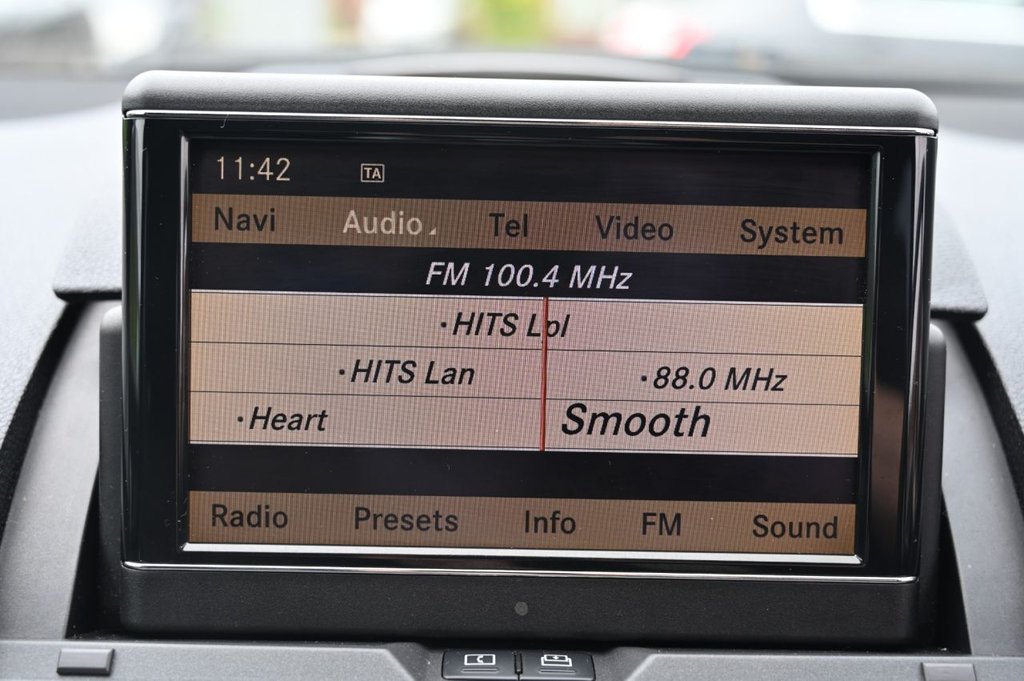 11:42 TA
Navi Audio Tel Video System
FM 100.4 MHz
·HITS Lpl
·HITS Lan ·88.0 MHz
·Heart Smooth
Radio Presets Info FM Sound